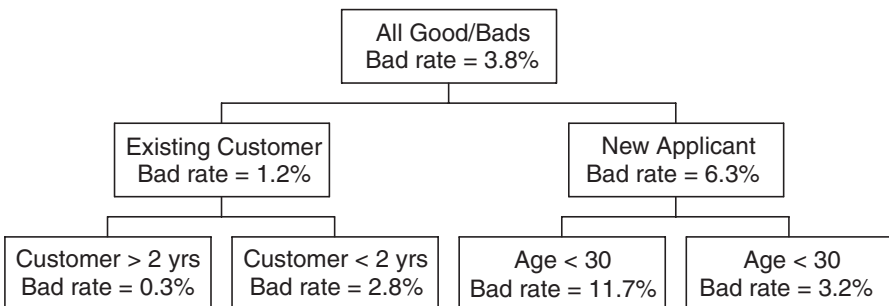 All Good/Bads
Bad rate = 3.8%
Existing Customer
Bad rate = 1.2%
New Applicant
Bad rate = 6.3%
Customer > 2 yrs
Bad rate = 0.3%
Customer < 2 yrs
Bad rate = 2.8%
Age < 30
Bad rate = 11.7%
Age < 30
Bad rate = 3.2%